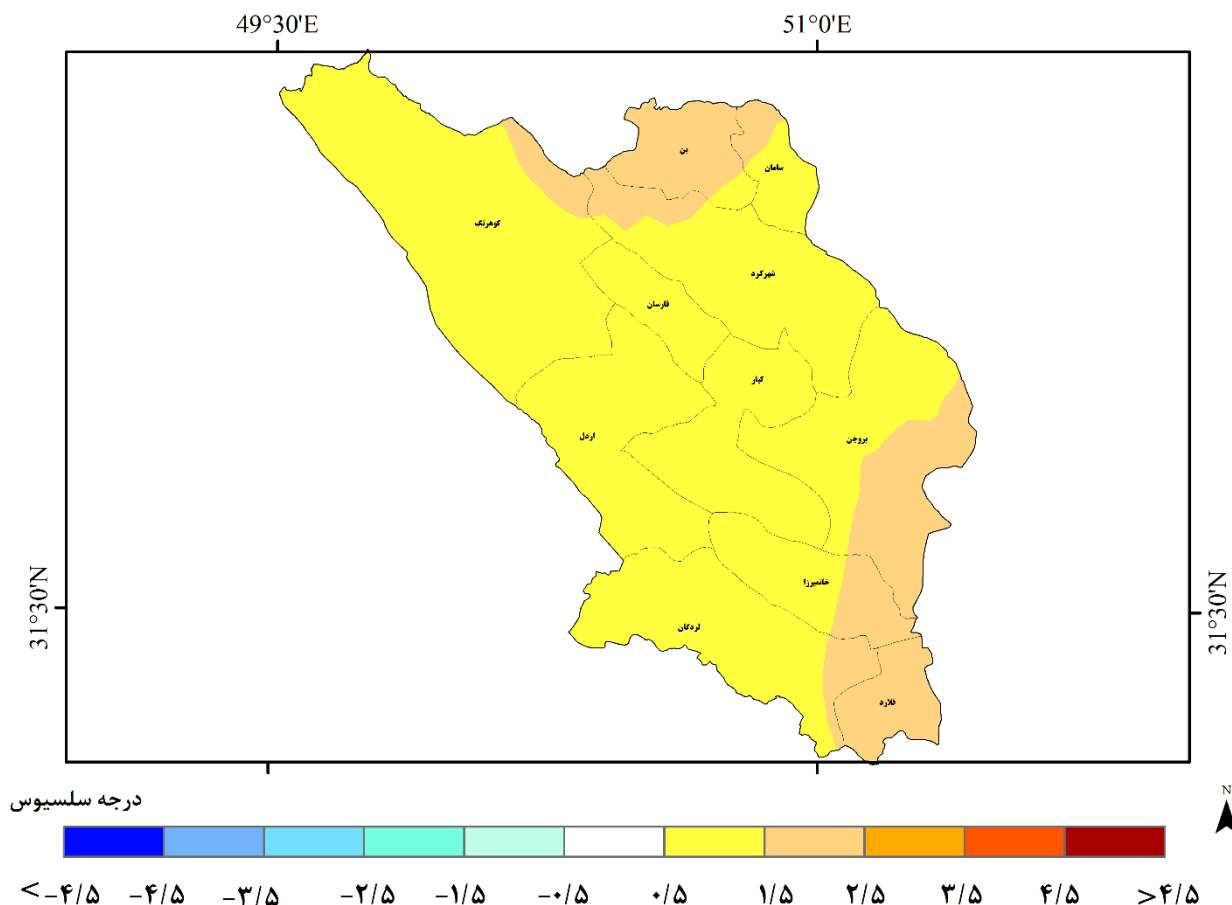 49°30'E 51°0'E
بن
سامان
کوهرنگ
شهرکرد
فارسان
کیار
بروجن
اردل
خانمیرزا
31°30'N 31°30'N
لردگان
فلارد
درجه سلسیوس
N
<-۴/۵ -۴/۵ -۳/۵ -۲/۵ -۱/۵ -۰/۵ ۰/۵ ۱/۵ ۲/۵ ۳/۵ ۴/۵ >۴/۵